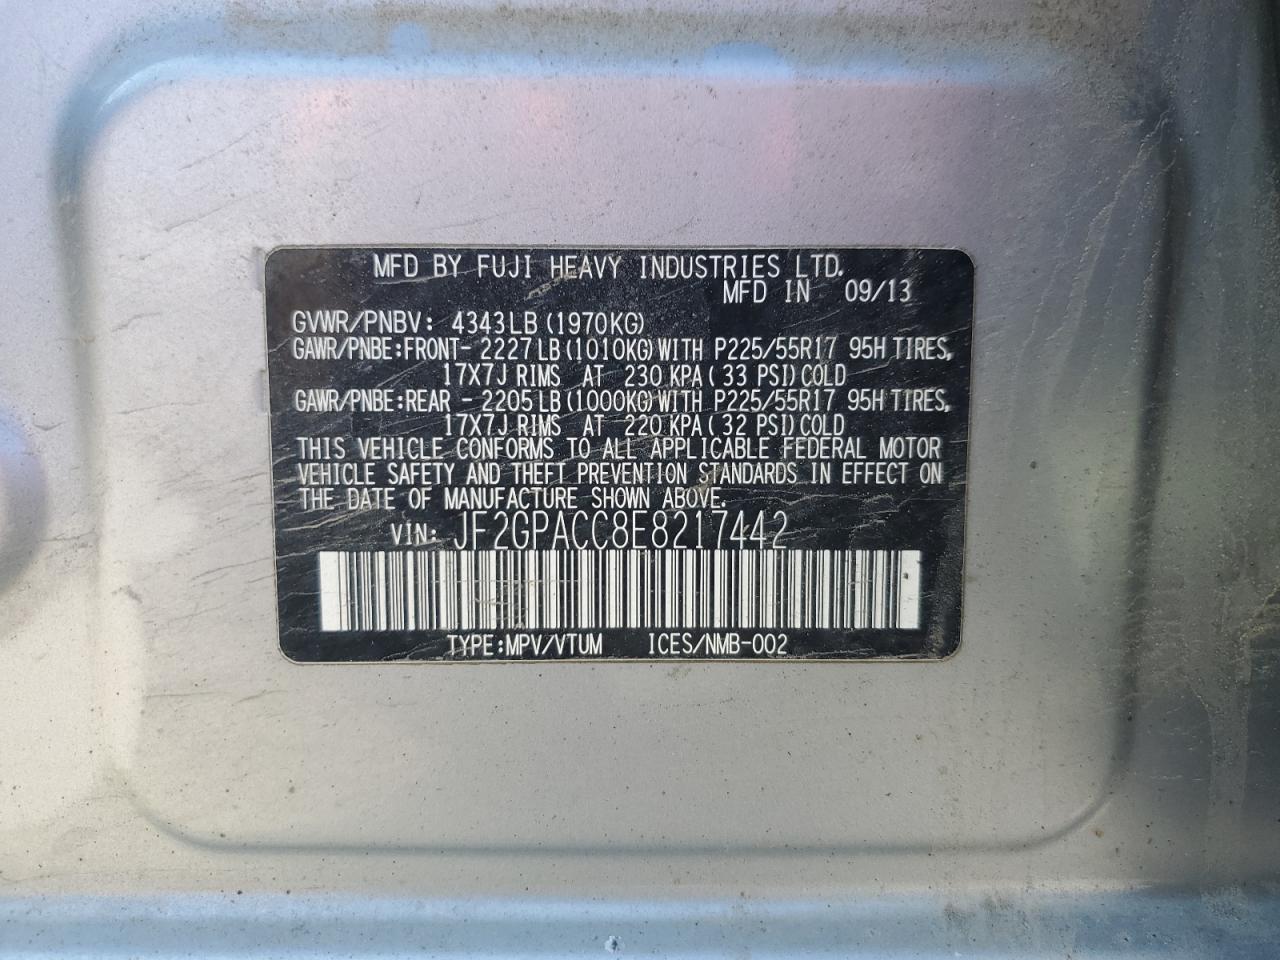 MFD BY FUJI HEAVY INDUSTRIES LTD.
MFD IN 09/13
GVWR/PNBV: 4343LB(1970KG)
GAWR/PNBE:FRONT-2227LB(1010KG)WITH P225/55R17 95H TIRES,
17X7J RIMS AT 230 KPA(33 PSI)COLD
GAWR/PNBE:REAR -2205LB(1000KG)WITH P225/55R17 95H TIRES,
17X7J RIMS AT 220 KPA(32 PSI)COLD
THIS VEHICLE CONFORMS TO ALL APPLICABLE FEDERAL MOTOR
VEHICLE SAFETY AND THEFT PREVENTION STANDARDS IN EFFECT ON
THE DATE OF MANUFACTURE SHOWN ABOVE.
VIN: JF2GPACC8E8217442
TYPE:MPV/VTUM ICES/NMB-002